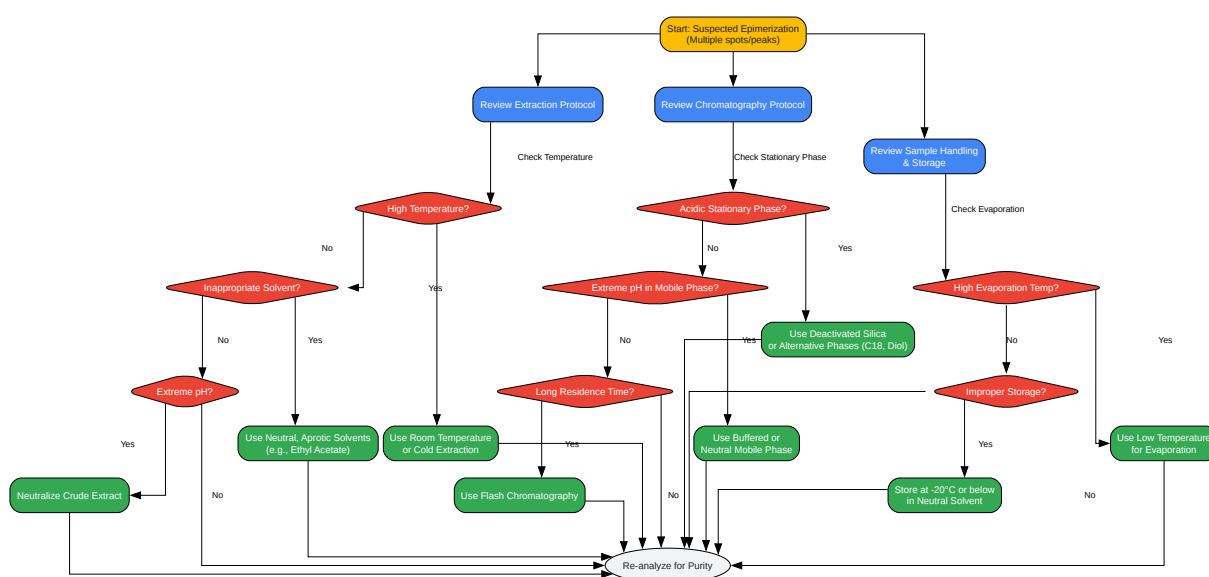 Start: Suspected Epimerization
(Multiple spots/peaks)
Review Extraction Protocol
Review Chromatography Protocol
Review Sample Handling
& Storage
Check Temperature
Check Stationary Phase
Check Evaporation
High Temperature?
Acidic Stationary Phase?
No
No
Yes
Inappropriate Solvent?
Yes
Extreme pH in Mobile Phase?
High Evaporation Temp?
Use Deactivated Silica
or Alternative Phases (C18, Diol)
No
Yes
No
Yes
No
Yes
Extreme pH?
Long Residence Time?
Improper Storage?
Yes
Use Neutral, Aprotic Solvents
(e.g., Ethyl Acetate)
Use Room Temperature
or Cold Extraction
Yes
Use Buffered or
Neutral Mobile Phase
Yes
Use Low Temperature
for Evaporation
Neutralize Crude Extract
No
Use Flash Chromatography
No
Store at -20°C or below
in Neutral Solvent
No
Re-analyze for Purity